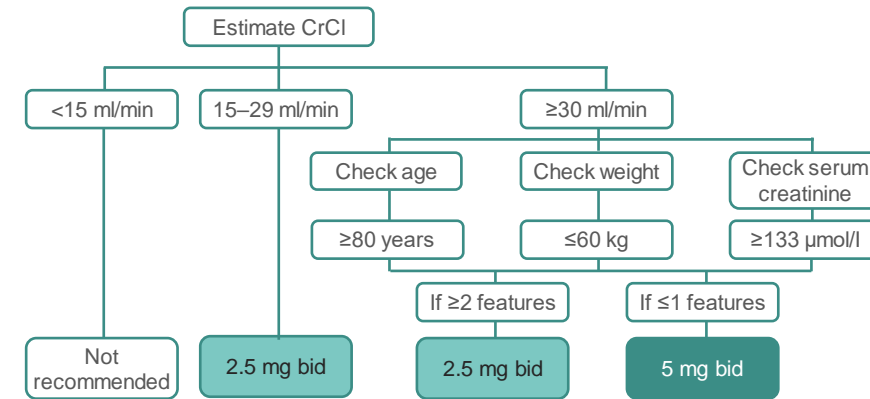 Estimate CrCl
<15 ml/min
15–29 ml/min
≥30 ml/min
Check age
Check weight
Check serum
creatinine
≥80 years
≤60 kg
≥133 µmol/l
If ≥2 features
If ≤1 features
Not
recommended
2.5 mg bid
2.5 mg bid
5 mg bid